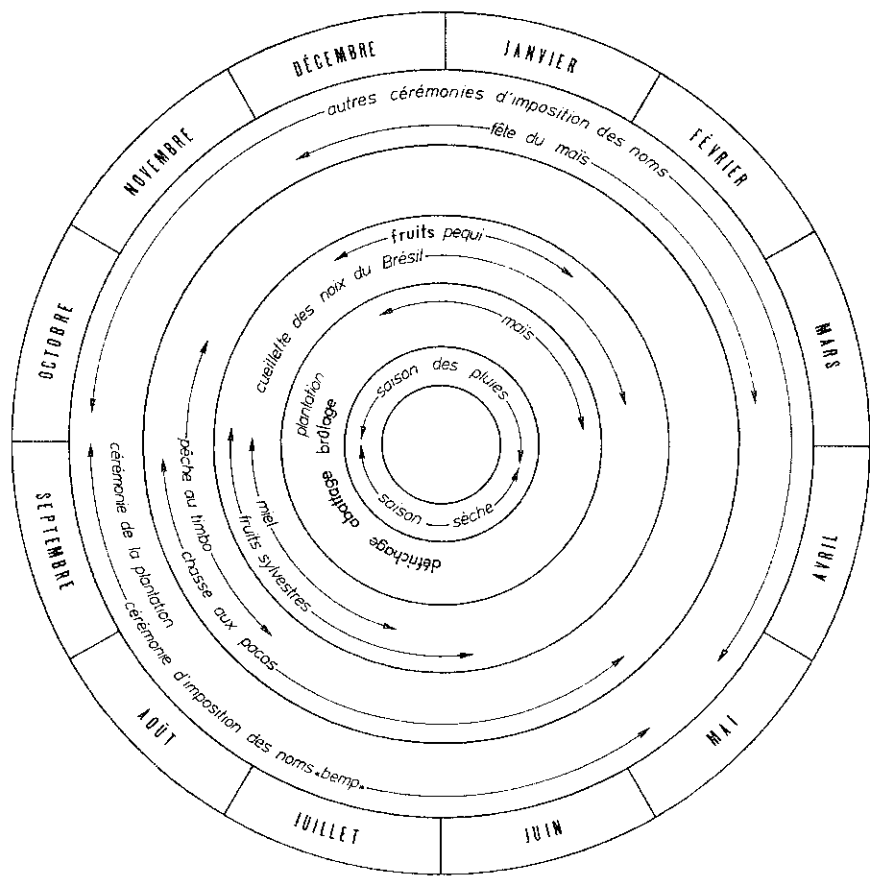 JANVIER
FÉVRIER
MARS
AVRIL
MAI
JUIN
JUILLET
AOÛT
SEPTEMBRE
OCTOBRE
NOVEMBRE
DÉCEMBRE
autres cérémonies d'imposition des noms
fête du maïs
cérémonie de la plantation
cérémonie d'imposition des noms "bemp"
pêche au timbo
chasse aux pacas
fruits pequi
cueillette des noix du Brésil
miel
fruits sylvestres
maïs
plantation
brûlage
abattage
défrichage
saison des pluies
saison sèche